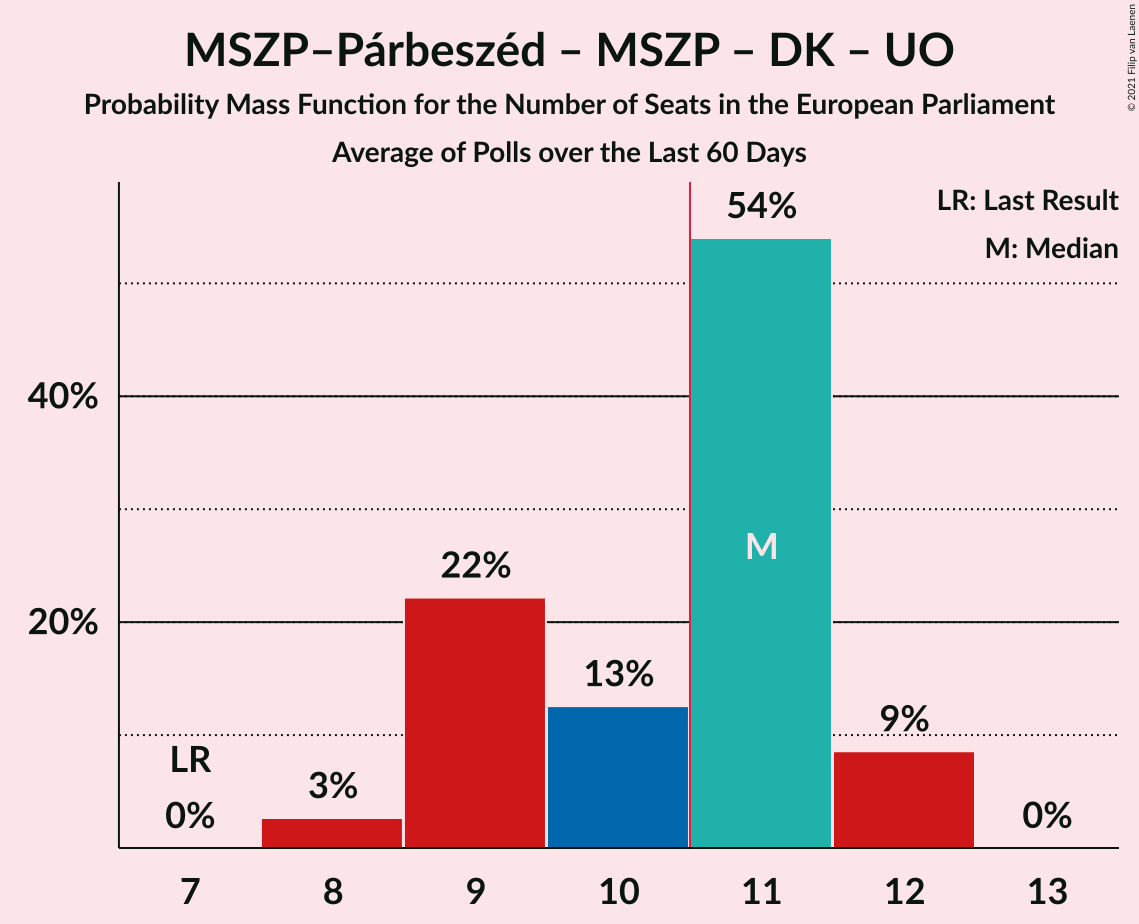 MSZP–Párbeszéd – MSZP – DK – UO
Probability Mass Function for the Number of Seats in the European Parliament
Average of Polls over the Last 60 Days
© 2021 Filip van Laenen
LR: Last Result
M: Median
54%
40%
M
22%
20%
13%
9%
LR
3%
0%
0%
7 8 9 10 11 12 13